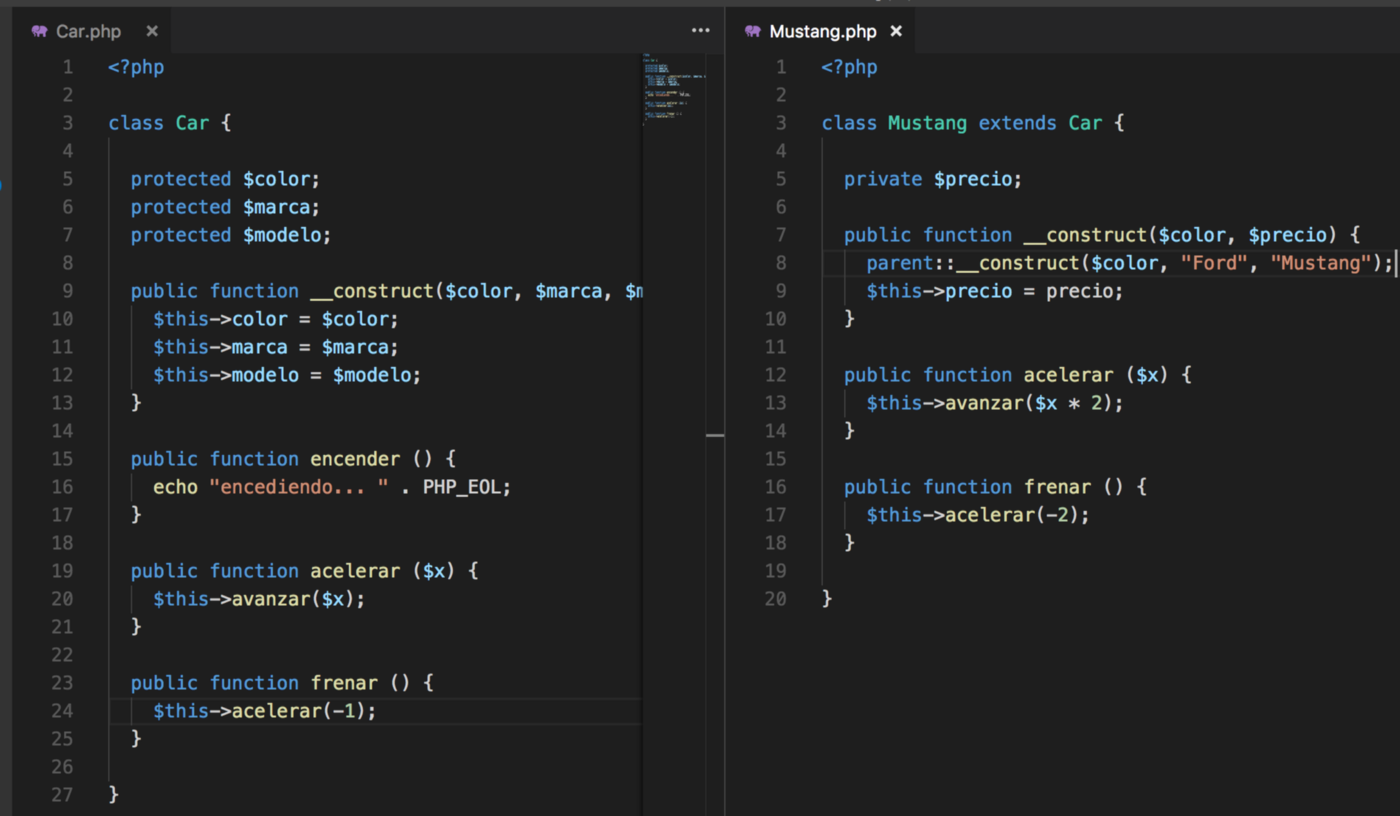 Car.php
1 <?php
2
3 class Car {
4
5 protected $color;
6 protected $marca;
7 protected $modelo;
8
9 public function __construct($color, $marca, $m
10 $this->color = $color;
11 $this->marca = $marca;
12 $this->modelo = $modelo;
13 }
14
15 public function encender () {
16 echo "encediendo... " . PHP_EOL;
17 }
18
19 public function acelerar ($x) {
20 $this->avanzar($x);
21 }
22
23 public function frenar () {
24 $this->acelerar(-1);
25 }
26
27 }
Mustang.php
1 <?php
2
3 class Mustang extends Car {
4
5 private $precio;
6
7 public function __construct($color, $precio) {
8 parent::__construct($color, "Ford", "Mustang");
9 $this->precio = precio;
10 }
11
12 public function acelerar ($x) {
13 $this->avanzar($x * 2);
14 }
15
16 public function frenar () {
17 $this->acelerar(-2);
18 }
19
20 }